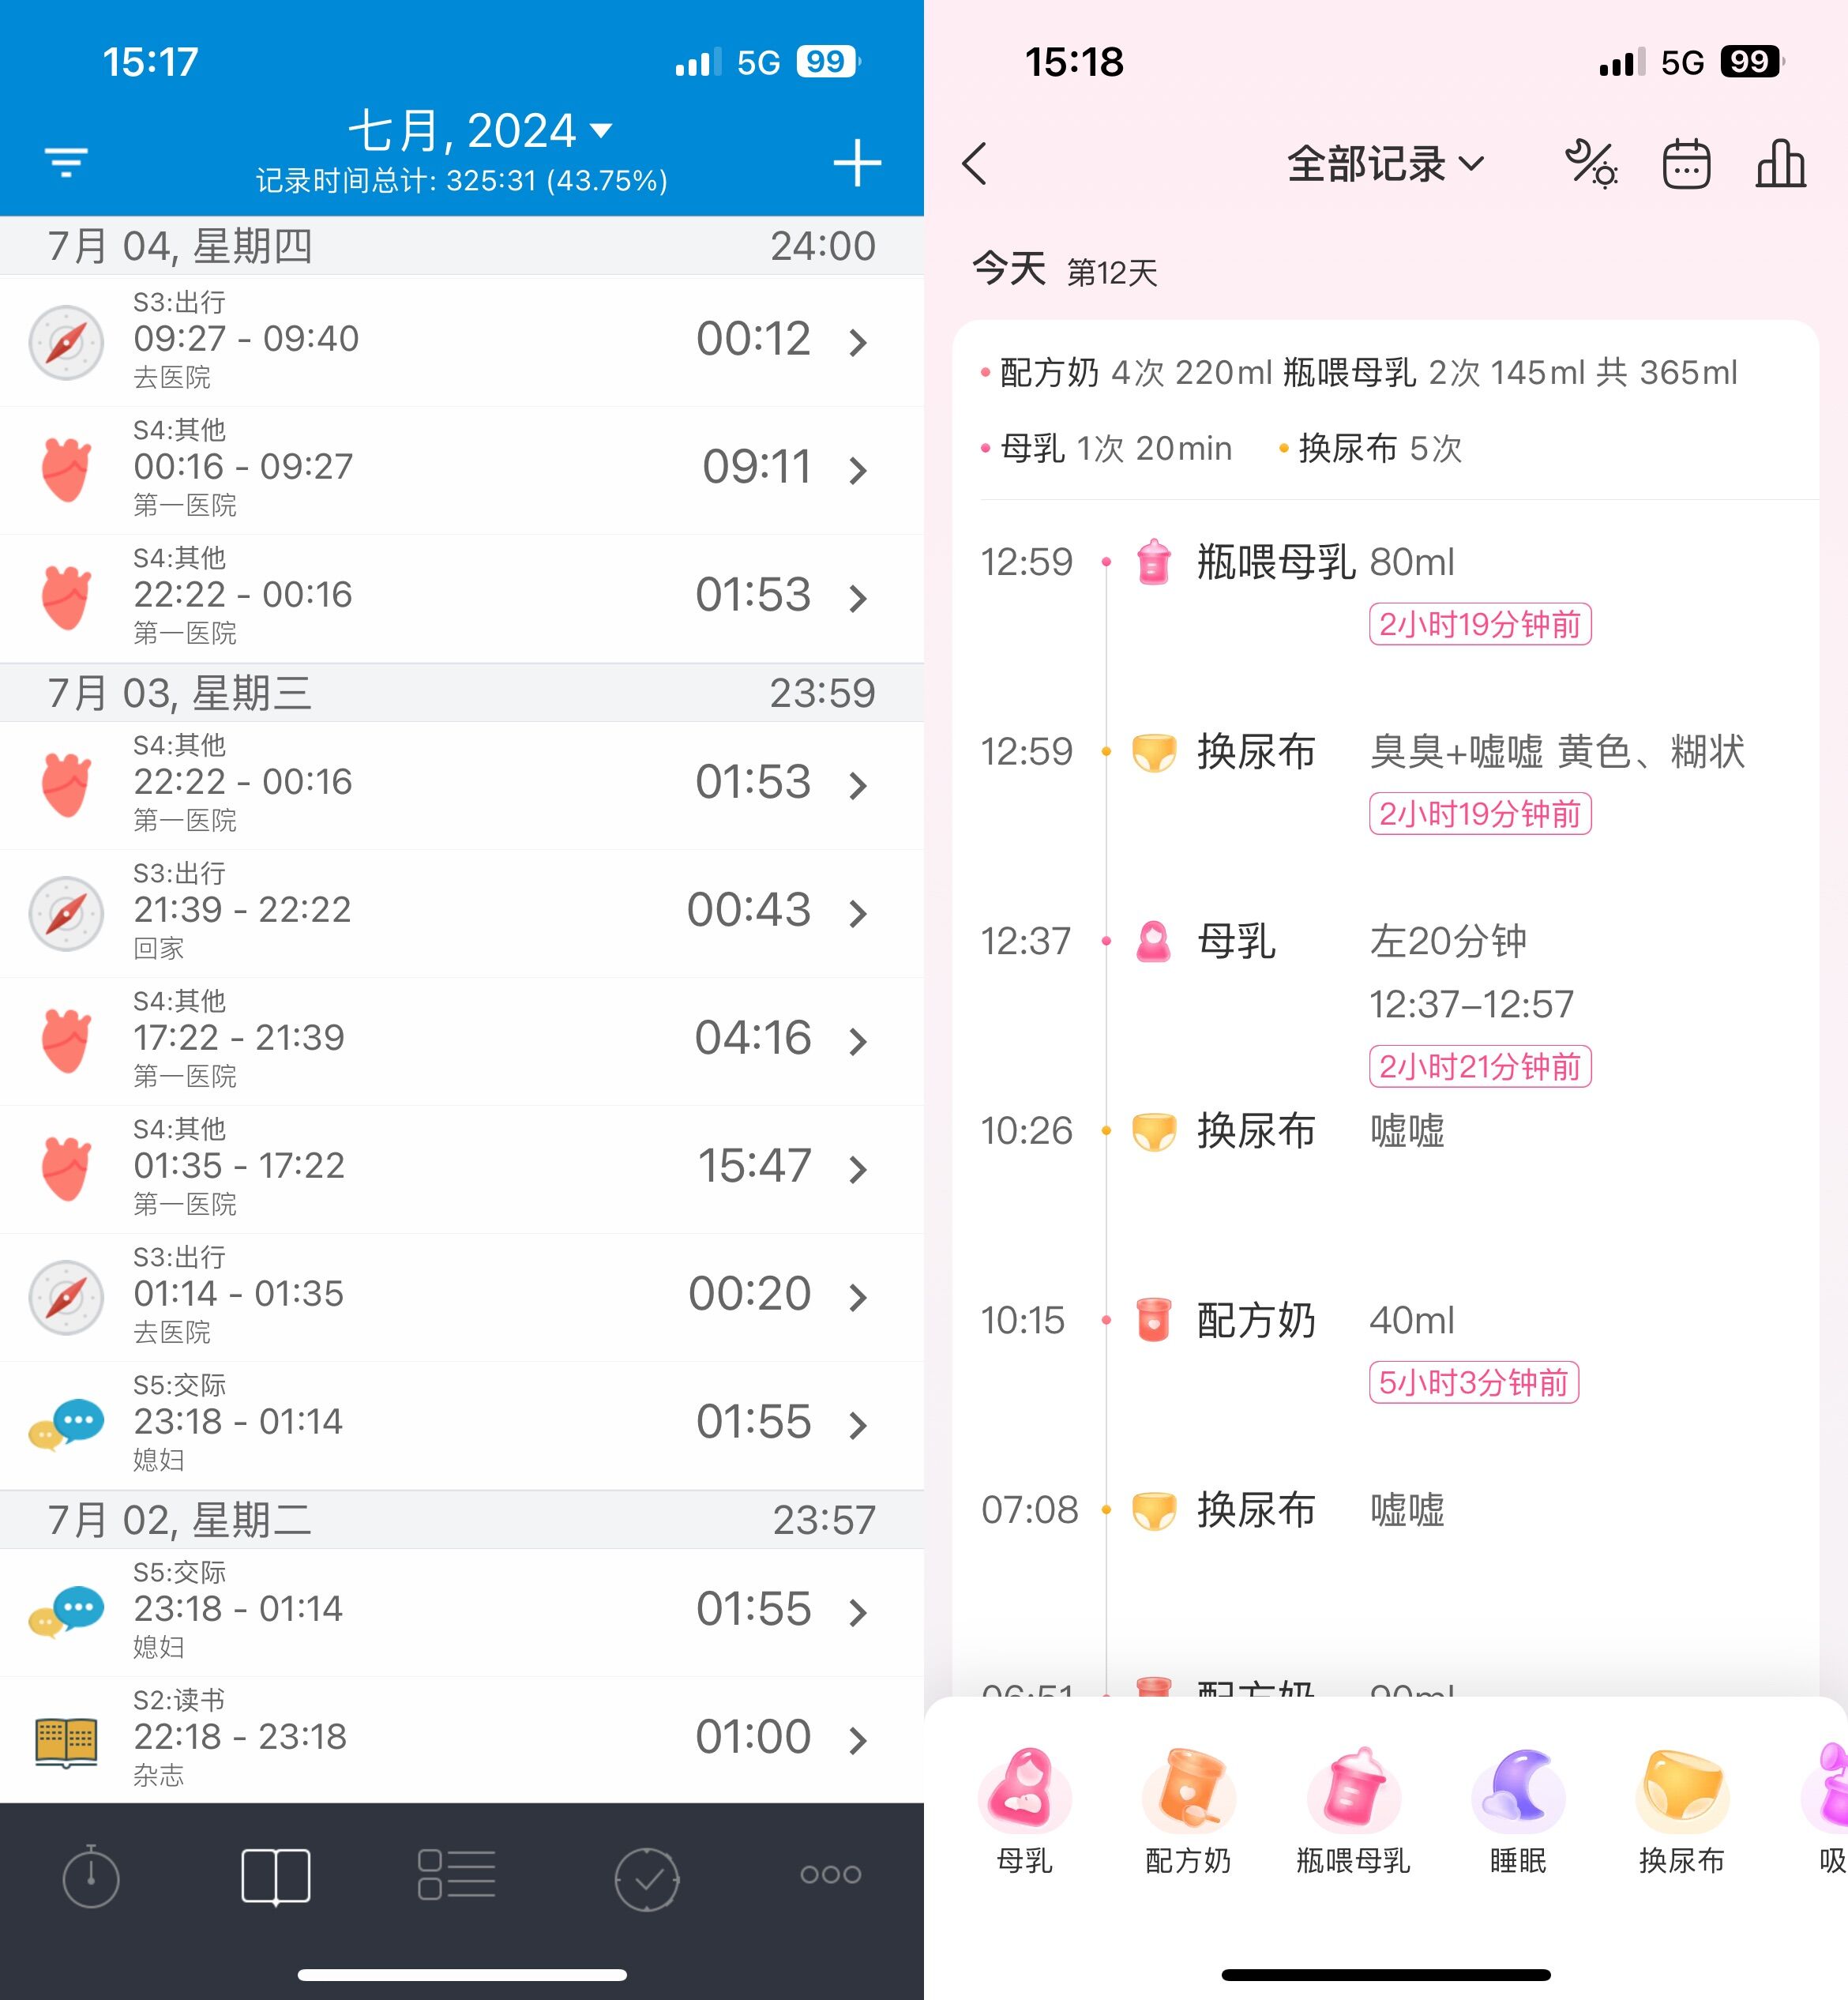 15:17
5G 99
七月, 2024
记录时间总计: 325:31 (43.75%)
7月 04, 星期四 24:00
S3:出行
09:27 - 09:40 00:12
去医院
S4:其他
00:16 - 09:27 09:11
第一医院
S4:其他
22:22 - 00:16 01:53
第一医院
7月 03, 星期三 23:59
S4:其他
22:22 - 00:16 01:53
第一医院
S3:出行
21:39 - 22:22 00:43
回家
S4:其他
17:22 - 21:39 04:16
第一医院
S4:其他
01:35 - 17:22 15:47
第一医院
S3:出行
01:14 - 01:35 00:20
去医院
S5:交际
23:18 - 01:14 01:55
媳妇
7月 02, 星期二 23:57
S5:交际
23:18 - 01:14 01:55
媳妇
S2:读书
22:18 - 23:18 01:00
杂志
15:18
5G 99
全部记录
今天 第12天
配方奶 4次 220ml 瓶喂母乳 2次 145ml 共 365ml
母乳 1次 20min 换尿布 5次
12:59 瓶喂母乳 80ml
2小时19分钟前
12:59 换尿布 臭臭+嘘嘘 黄色、糊状
2小时19分钟前
12:37 母乳 左20分钟
12:37–12:57
2小时21分钟前
10:26 换尿布 嘘嘘
10:15 配方奶 40ml
5小时3分钟前
07:08 换尿布 嘘嘘
06:51 配方奶 90ml
母乳 配方奶 瓶喂母乳 睡眠 换尿布 吸